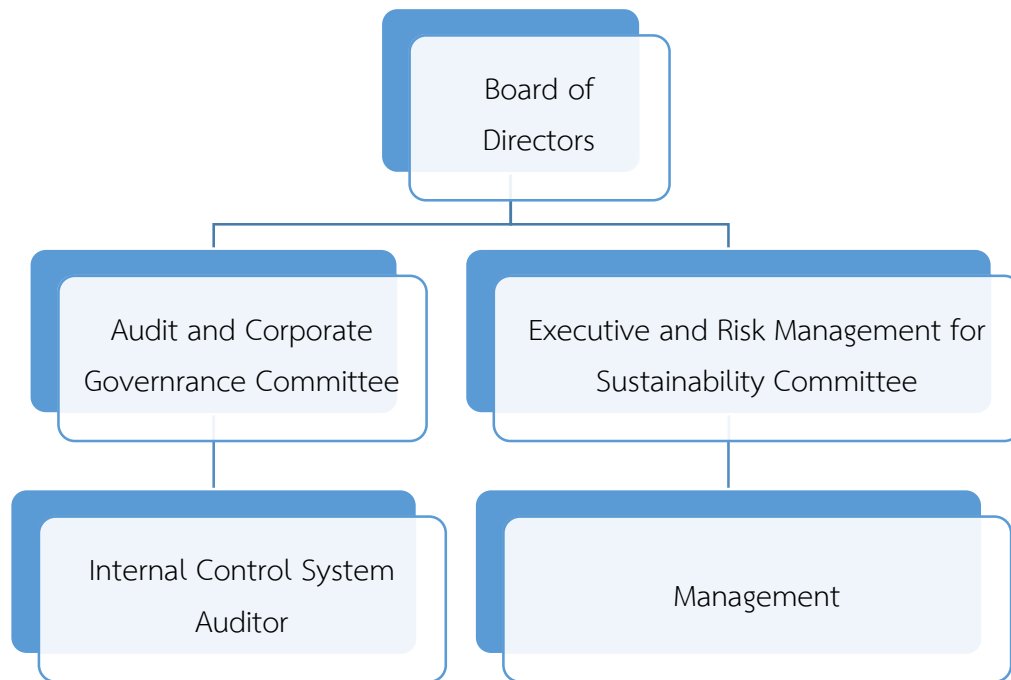 Board of
Directors
Audit and Corporate
Governrance Committee
Executive and Risk Management for
Sustainability Committee
Internal Control System
Auditor
Management